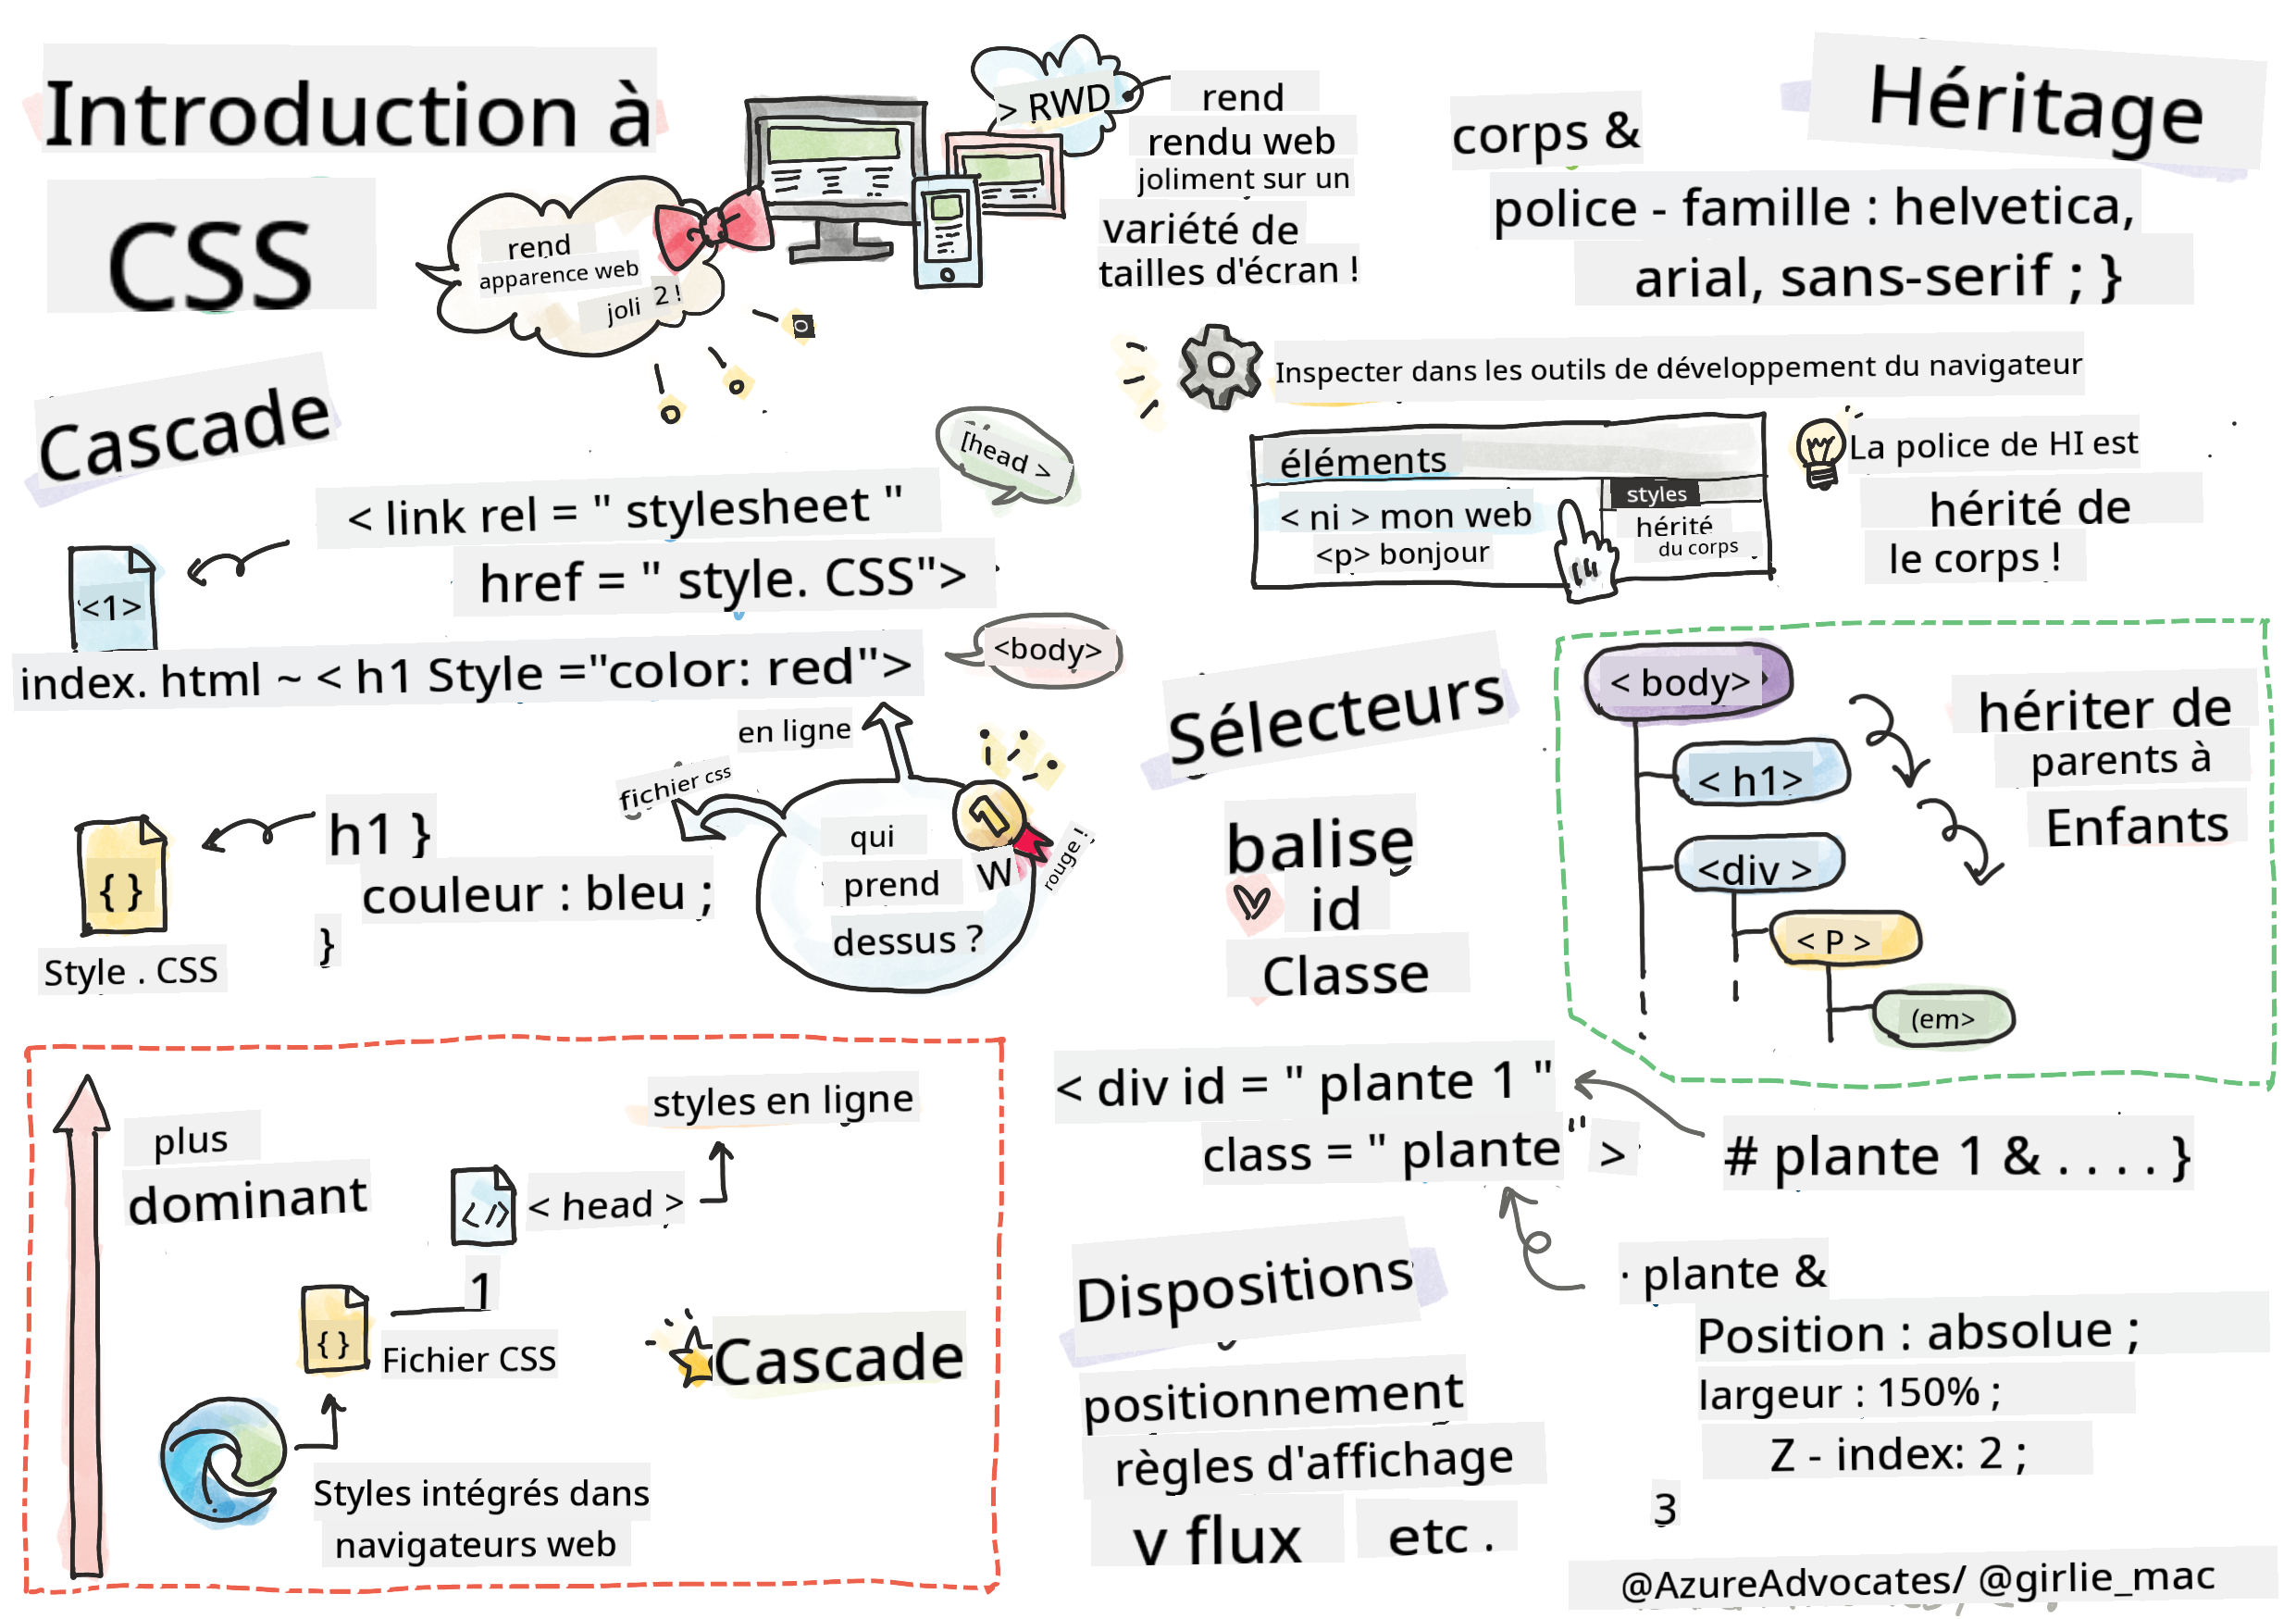 Introduction à
CSS
rend
apparence web
joli 2 !
> RWD
rend
rendu web
joliment sur un
variété de
tailles d'écran !
Héritage
corps &
police - famille : helvetica,
arial, sans-serif ; }
Inspecter dans les outils de développement du navigateur
éléments
< ni > mon web
<p> bonjour
styles
hérité
du corps
La police de HI est
hérité de
le corps !
Cascade
[head >
< link rel = " stylesheet "
href = " style. CSS">
<1>
index. html ~ < h1 Style ="color: red">
<body>
en ligne
fichier css
h1 }
couleur : bleu ;
}
{ }
Style . CSS
qui
prend
dessus ?
1
W
rouge !
plus
dominant
styles en ligne
</>
< head >
1
{ }
Fichier CSS
Cascade
Styles intégrés dans
navigateurs web
Sélecteurs
balise
id
Classe
< body>
< h1>
<div >
< P >
(em>
hériter de
parents à
Enfants
< div id = " plante 1 "
class = " plante " >
# plante 1 & . . . . }
· plante &
Position : absolue ;
largeur : 150% ;
Z - index: 2 ;
3
Dispositions
positionnement
règles d'affichage
v flux etc .
@AzureAdvocates/ @girlie_mac